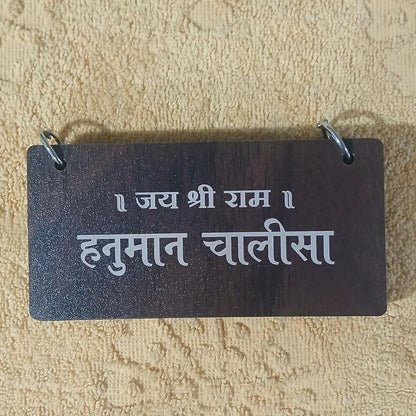 ॥ जय श्री राम ॥
हनुमान चालीसा